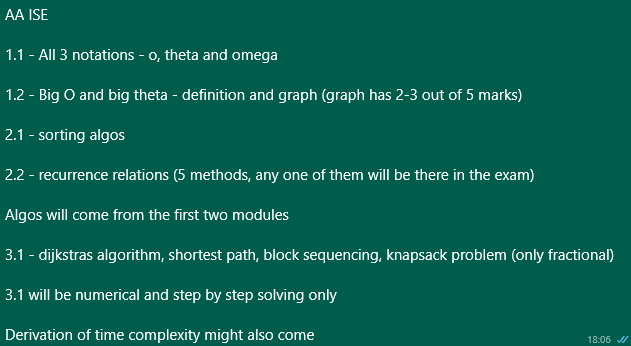 AA ISE
1.1 - All 3 notations - o, theta and omega
1.2 - Big O and big theta - definition and graph (graph has 2-3 out of 5 marks)
2.1 - sorting algos
2.2 - recurrence relations (5 methods, any one of them will be there in the exam)
Algos will come from the first two modules
3.1 - dijkstras algorithm, shortest path, block sequencing, knapsack problem (only fractional)
3.1 will be numerical and step by step solving only
Derivation of time complexity might also come
18:06